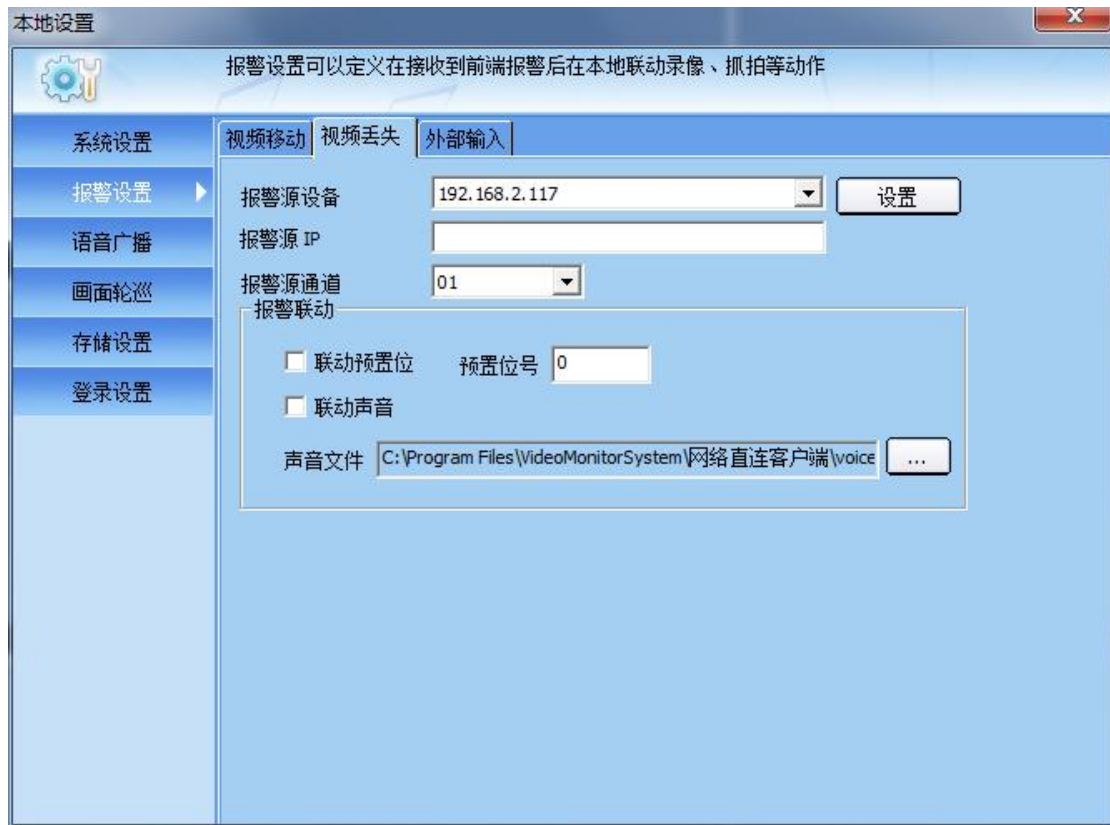 本地设置
X
报警设置可以定义在接收到前端报警后在本地联动录像、抓拍等动作
系统设置
报警设置
语音广播
画面轮巡
存储设置
登录设置
视频移动 视频丢失 外部输入
报警源设备 192.168.2.117 设置
报警源 IP
报警源通道 01
报警联动
联动预置位 预置位号 0
联动声音
声音文件 C:\Program Files\VideoMonitorSystem\网络直连客户端\voice ...